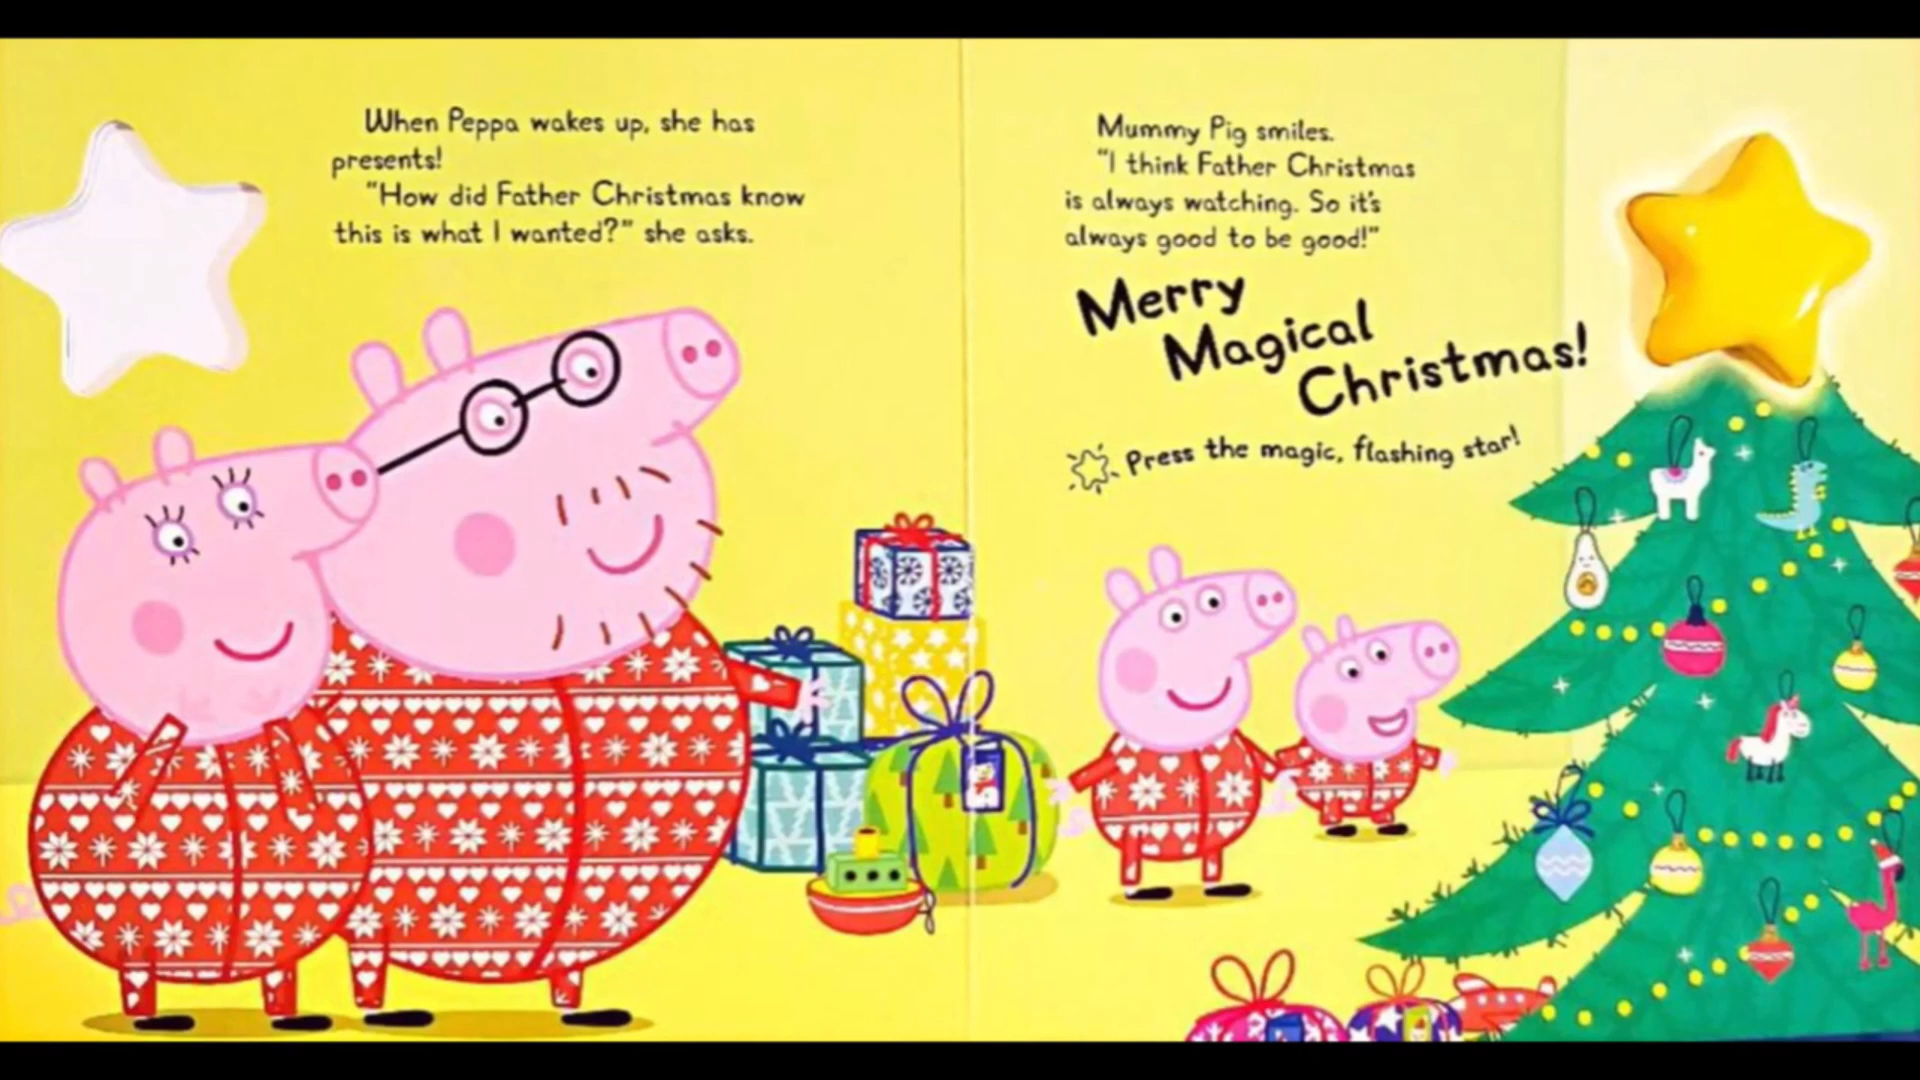 When Peppa wakes up, she has
presents!
"How did Father Christmas know
this is what I wanted?" she asks.
Mummy Pig smiles.
"I think Father Christmas
is always watching. So it's
always good to be good!"
Merry
Magical
Christmas!
Press the magic, flashing star!